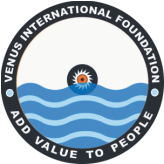 VENUS INTERNATIONAL FOUNDATION
ADD VALUE TO PEOPLE